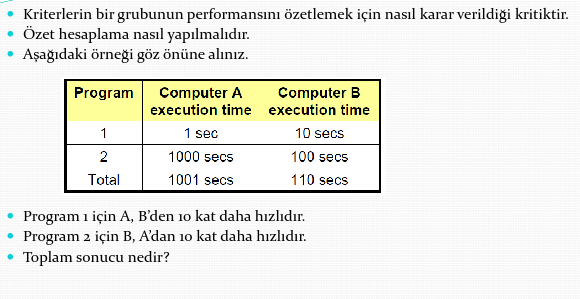 Kriterlerin bir grubunun performansını özetlemek için nasıl karar verildiği kritiktir.
Özet hesaplama nasıl yapılmalıdır.
Aşağıdaki örneği göz önüne alınız.
Program Computer A execution time Computer B execution time
1 1 sec 10 secs
2 1000 secs 100 secs
Total 1001 secs 110 secs
Program 1 için A, B'den 10 kat daha hızlıdır.
Program 2 için B, A'dan 10 kat daha hızlıdır.
Toplam sonucu nedir?